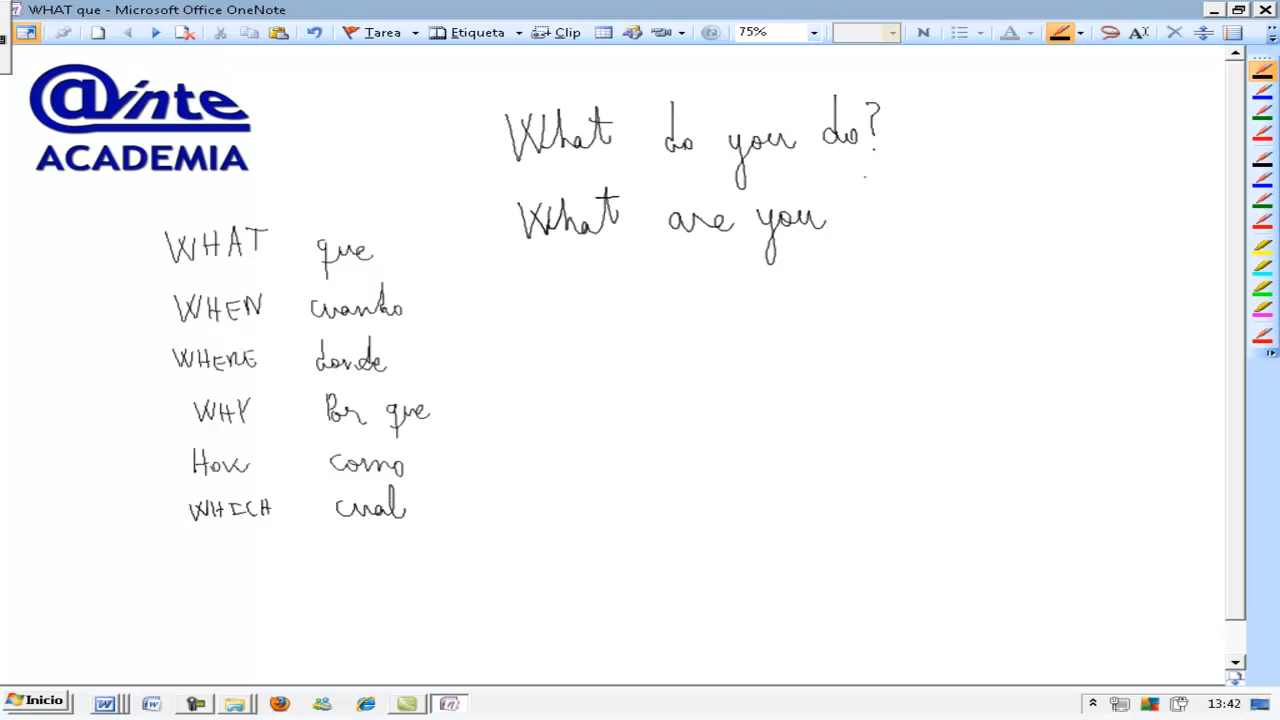 WHAT que - Microsoft Office OneNote
Tarea Etiqueta Clip 75% N A
@inte
ACADEMIA
What do you do?
What are you
WHAT que
WHEN cuando
WHERE donde
WHY Por que
How como
WHICH cual
Inicio 13:42